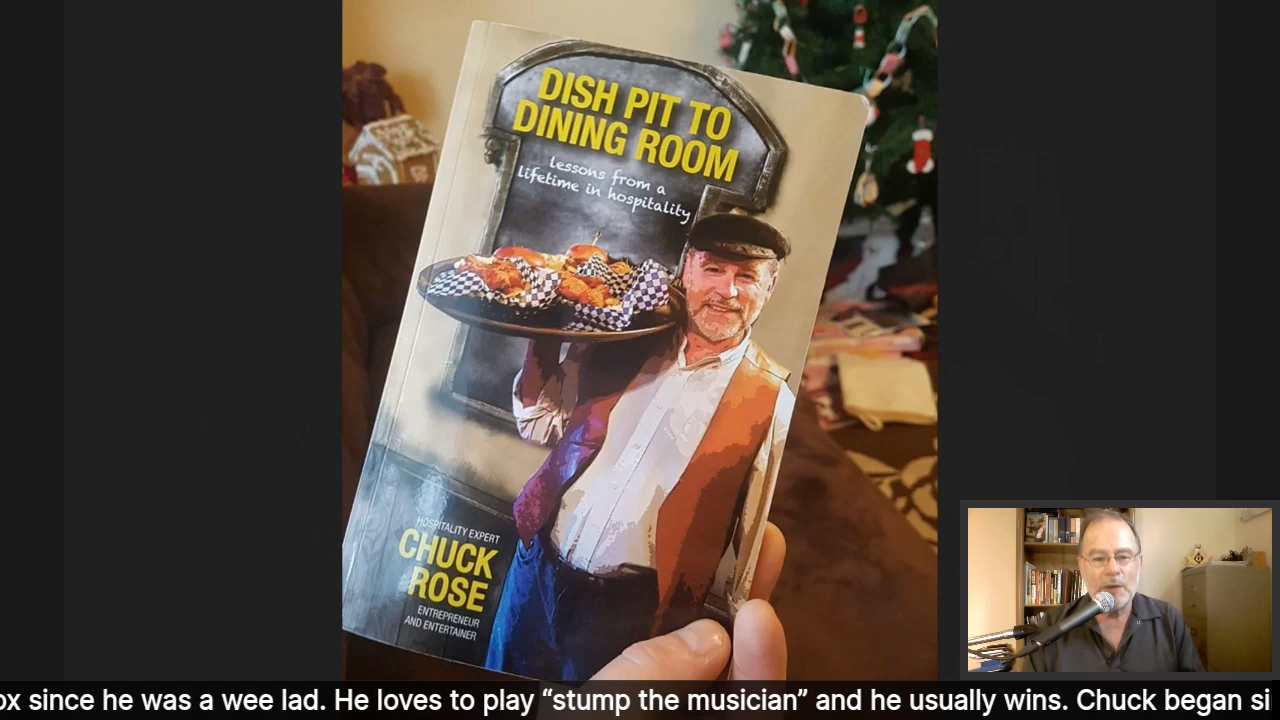 DISH PIT TO
DINING ROOM
lessons from a
lifetime in hospitality
HOSPITALITY EXPERT
CHUCK
ROSE
ENTREPRENEUR
AND ENTERTAINER
ox since he was a wee lad. He loves to play “stump the musician” and he usually wins. Chuck began si